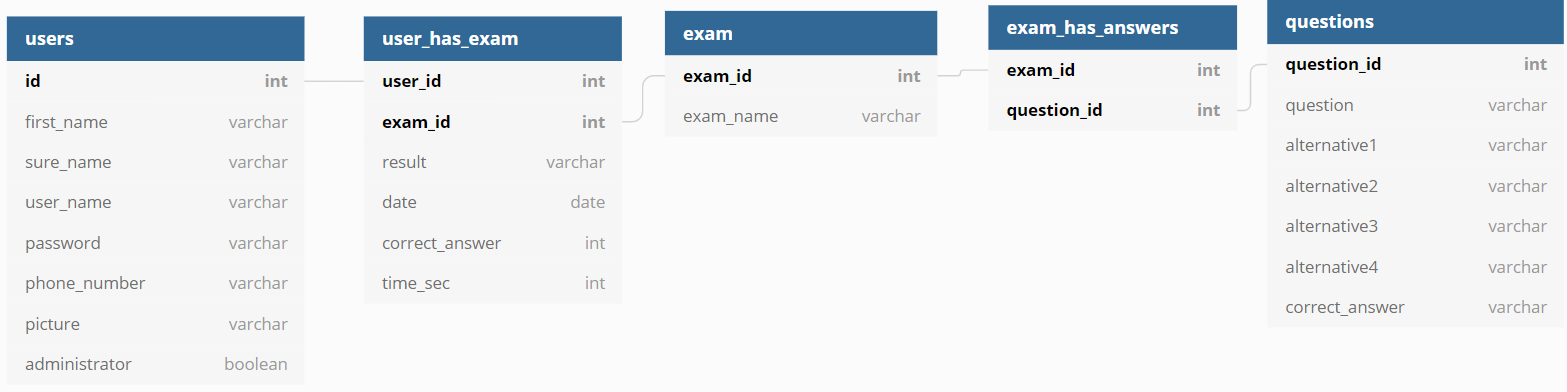 users
id int
first_name varchar
sure_name varchar
user_name varchar
password varchar
phone_number varchar
picture varchar
administrator boolean
user_has_exam
user_id int
exam_id int
result varchar
date date
correct_answer int
time_sec int
exam
exam_id int
exam_name varchar
exam_has_answers
exam_id int
question_id int
questions
question_id int
question varchar
alternative1 varchar
alternative2 varchar
alternative3 varchar
alternative4 varchar
correct_answer varchar